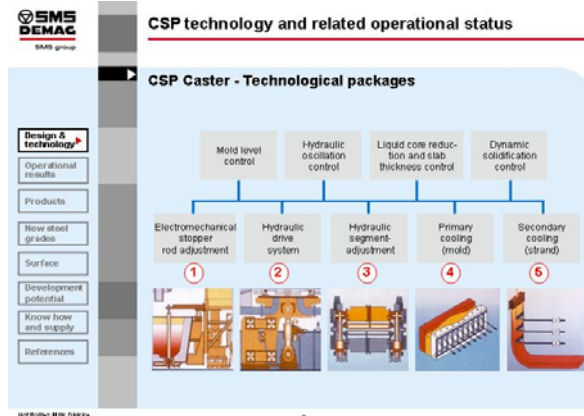 SMS
DEMAG
SMS group
CSP technology and related operational status
CSP Caster - Technological packages
Design &
technology
Operational
results
Products
New steel
grades
Surface
Development
potential
Know how
and supply
References
Mold level
control
Hydraulic
oscillation
control
Liquid core reduc-
tion and slab
thickness control
Dynamic
solidification
control
Electromechanical
stopper
rod adjustment
Hydraulic
drive
system
Hydraulic
segment-
adjustment
Primary
cooling
(mold)
Secondary
cooling
(strand)
1
2
3
4
5